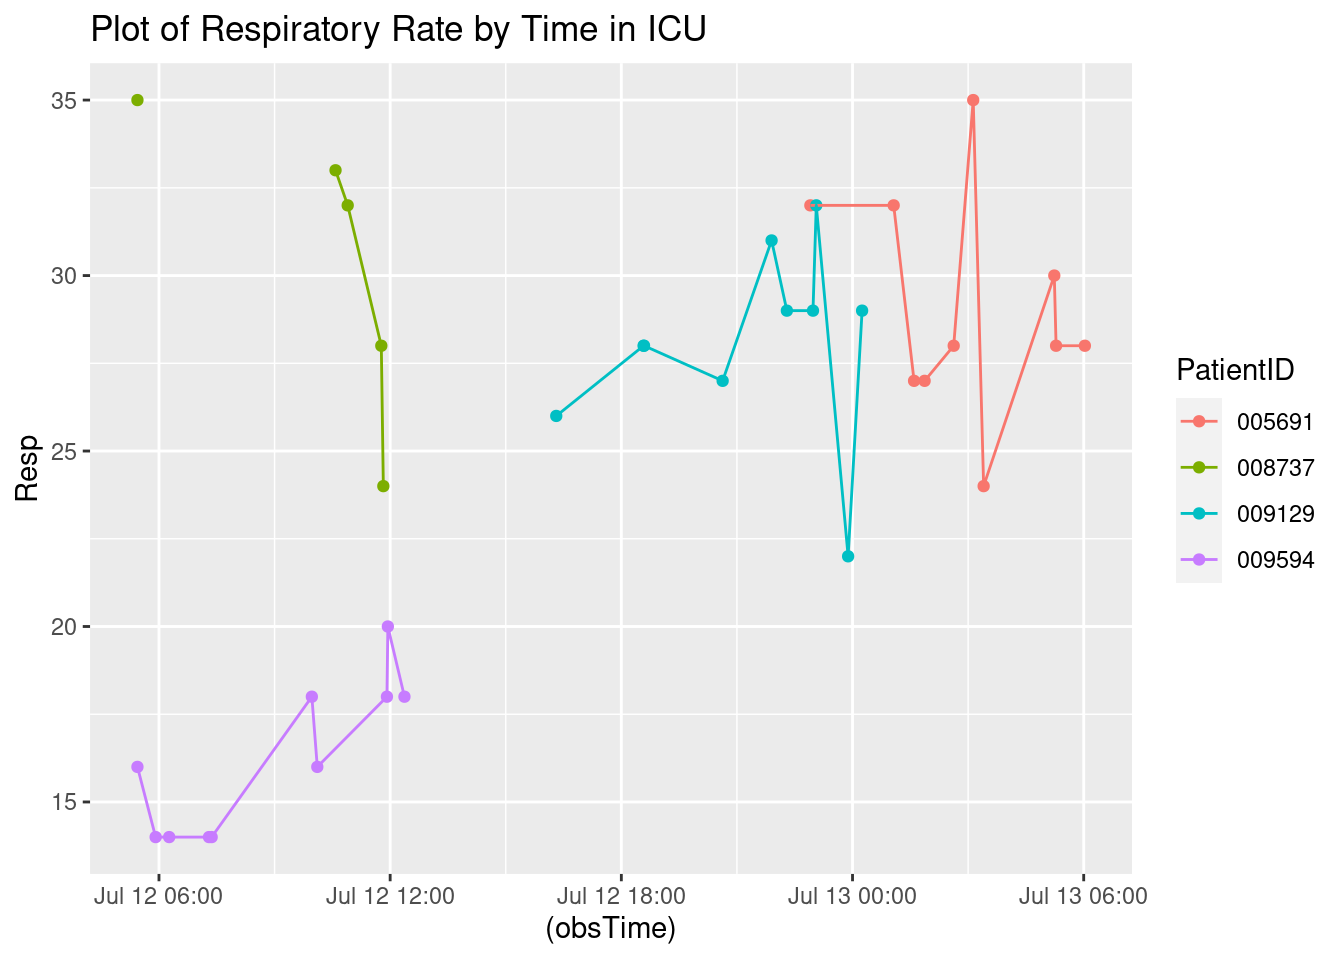 Plot of Respiratory Rate by Time in ICU
35
30
25
20
15
Resp
Jul 12 06:00
Jul 12 12:00
Jul 12 18:00
Jul 13 00:00
Jul 13 06:00
(obsTime)
PatientID
005691
008737
009129
009594